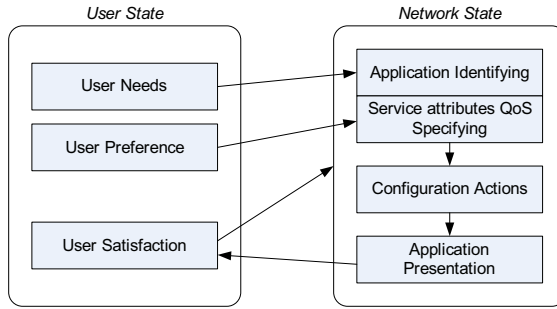 User State
Network State
User Needs
User Preference
User Satisfaction
Application Identifying
Service attributes QoS
Specifying
Configuration Actions
Application
Presentation